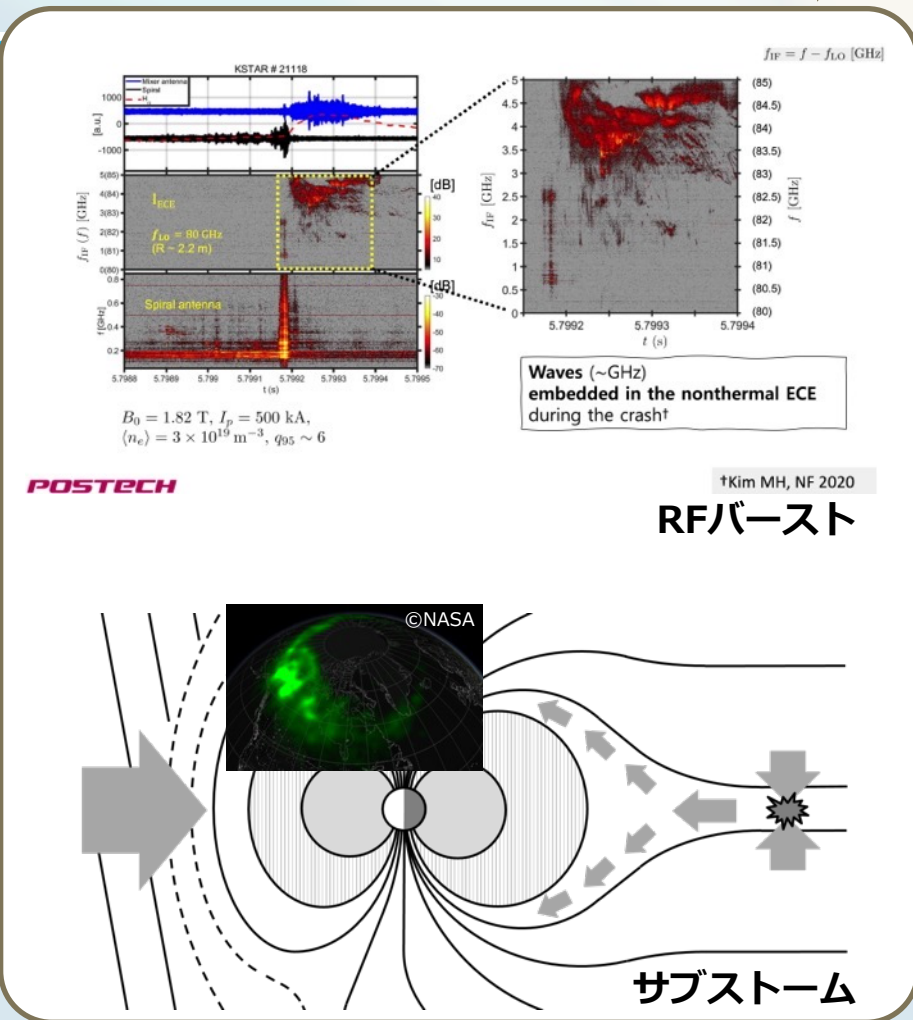 f_IF = f − f_LO [GHz]
KSTAR # 21118
Mixer antenna
Spiral
H
1000
0
-1000
[a.u.]
5(85)
4(84)
3(83)
2(82)
1(81)
0(80)
f_IF (f) [GHz]
I_ECE
f_LO = 80 GHz
(R ~ 2.2 m)
[dB]
40
30
20
10
0.8
0.6
0.4
0.2
f [GHz]
Spiral antenna
[dB]
-30
-40
-50
-60
-70
5.7988 5.7989 5.799 5.7991 5.7992 5.7993 5.7994 5.7995
t (s)
5
4.5
4
3.5
3
2.5
2
1.5
1
0.5
0
f_IF [GHz]
(85)
(84.5)
(84)
(83.5)
(83)
(82.5)
(82)
(81.5)
(81)
(80.5)
(80)
f [GHz]
5.7992 5.7993 5.7994
t (s)
B₀ = 1.82 T, I_p = 500 kA,
⟨n_e⟩ = 3 × 10¹⁹ m⁻³, q₉₅ ∼ 6
Waves (~GHz)
embedded in the nonthermal ECE
during the crash†
POSTECH
†Kim MH, NF 2020
RFバースト
©NASA
サブストーム